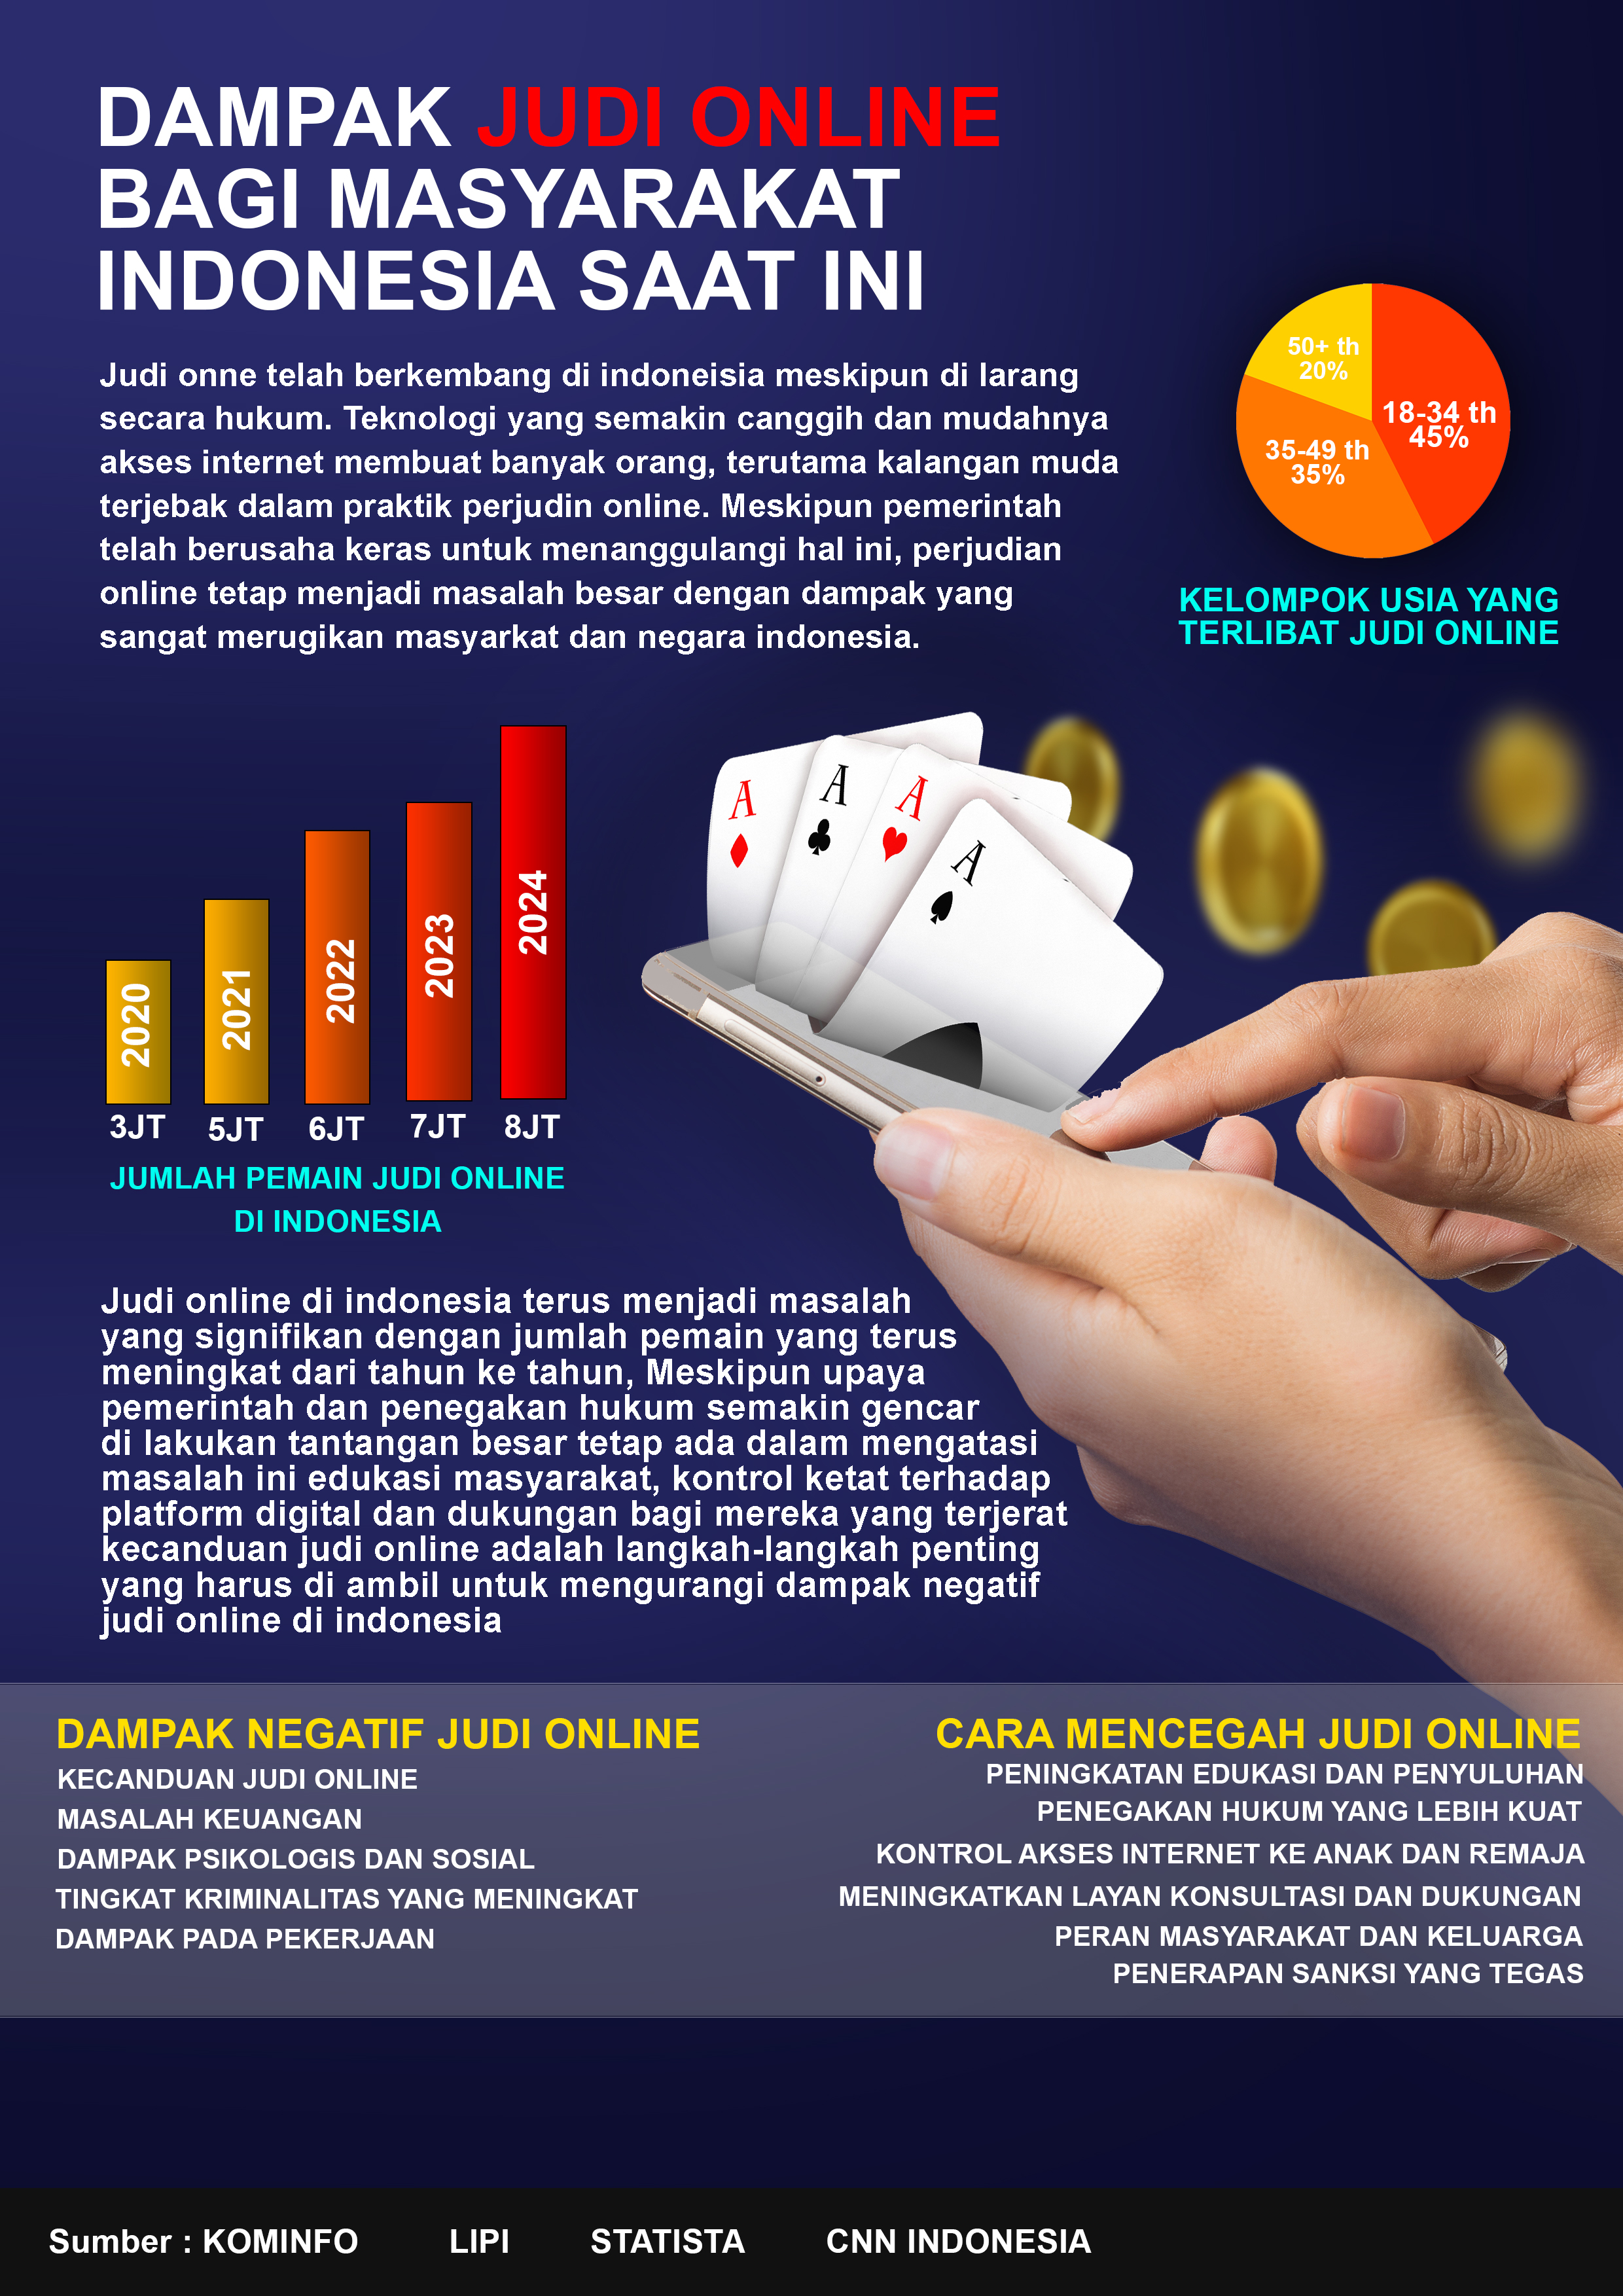 DAMPAK JUDI ONLINE
BAGI MASYARAKAT
INDONESIA SAAT INI
Judi onne telah berkembang di indoneisia meskipun di larang
secara hukum. Teknologi yang semakin canggih dan mudahnya
akses internet membuat banyak orang, terutama kalangan muda
terjebak dalam praktik perjudin online. Meskipun pemerintah
telah berusaha keras untuk menanggulangi hal ini, perjudian
online tetap menjadi masalah besar dengan dampak yang
sangat merugikan masyarkat dan negara indonesia.
50+ th
20%
18-34 th
45%
35-49 th
35%
KELOMPOK USIA YANG
TERLIBAT JUDI ONLINE
2020
2021
2022
2023
2024
3JT
5JT
6JT
7JT
8JT
JUMLAH PEMAIN JUDI ONLINE
DI INDONESIA
A
A
A
A
Judi online di indonesia terus menjadi masalah
yang signifikan dengan jumlah pemain yang terus
meningkat dari tahun ke tahun, Meskipun upaya
pemerintah dan penegakan hukum semakin gencar
di lakukan tantangan besar tetap ada dalam mengatasi
masalah ini edukasi masyarakat, kontrol ketat terhadap
platform digital dan dukungan bagi mereka yang terjerat
kecanduan judi online adalah langkah-langkah penting
yang harus di ambil untuk mengurangi dampak negatif
judi online di indonesia
DAMPAK NEGATIF JUDI ONLINE
KECANDUAN JUDI ONLINE
MASALAH KEUANGAN
DAMPAK PSIKOLOGIS DAN SOSIAL
TINGKAT KRIMINALITAS YANG MENINGKAT
DAMPAK PADA PEKERJAAN
CARA MENCEGAH JUDI ONLINE
PENINGKATAN EDUKASI DAN PENYULUHAN
PENEGAKAN HUKUM YANG LEBIH KUAT
KONTROL AKSES INTERNET KE ANAK DAN REMAJA
MENINGKATKAN LAYAN KONSULTASI DAN DUKUNGAN
PERAN MASYARAKAT DAN KELUARGA
PENERAPAN SANKSI YANG TEGAS
Sumber : KOMINFO LIPI STATISTA CNN INDONESIA